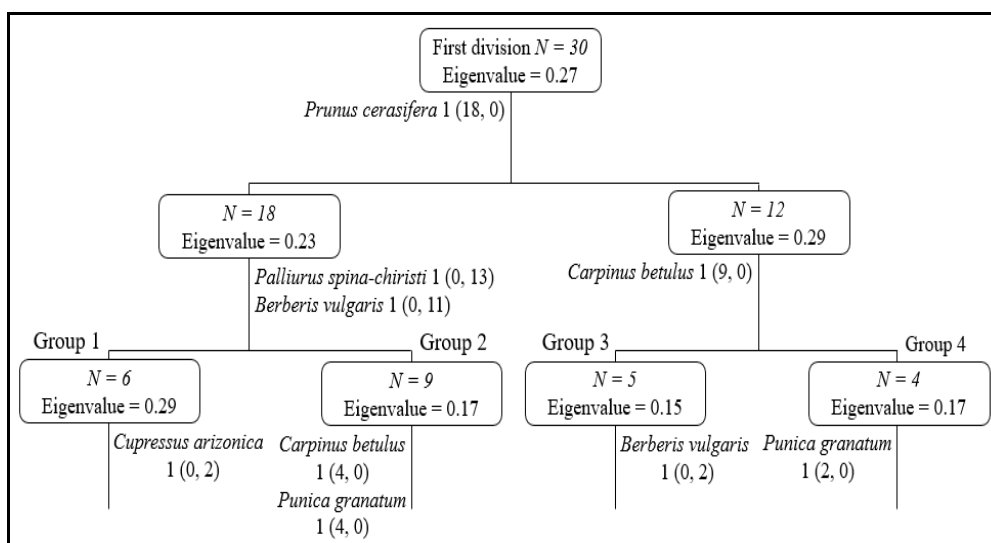 First division N = 30
Eigenvalue = 0.27
Prunus cerasifera 1 (18, 0)
N = 18
Eigenvalue = 0.23
N = 12
Eigenvalue = 0.29
Palliurus spina-chiristi 1 (0, 13)
Berberis vulgaris 1 (0, 11)
Carpinus betulus 1 (9, 0)
Group 1
Group 2
Group 3
Group 4
N = 6
Eigenvalue = 0.29
N = 9
Eigenvalue = 0.17
N = 5
Eigenvalue = 0.15
N = 4
Eigenvalue = 0.17
Cupressus arizonica
1 (0, 2)
Carpinus betulus
1 (4, 0)
Punica granatum
1 (4, 0)
Berberis vulgaris
1 (0, 2)
Punica granatum
1 (2, 0)